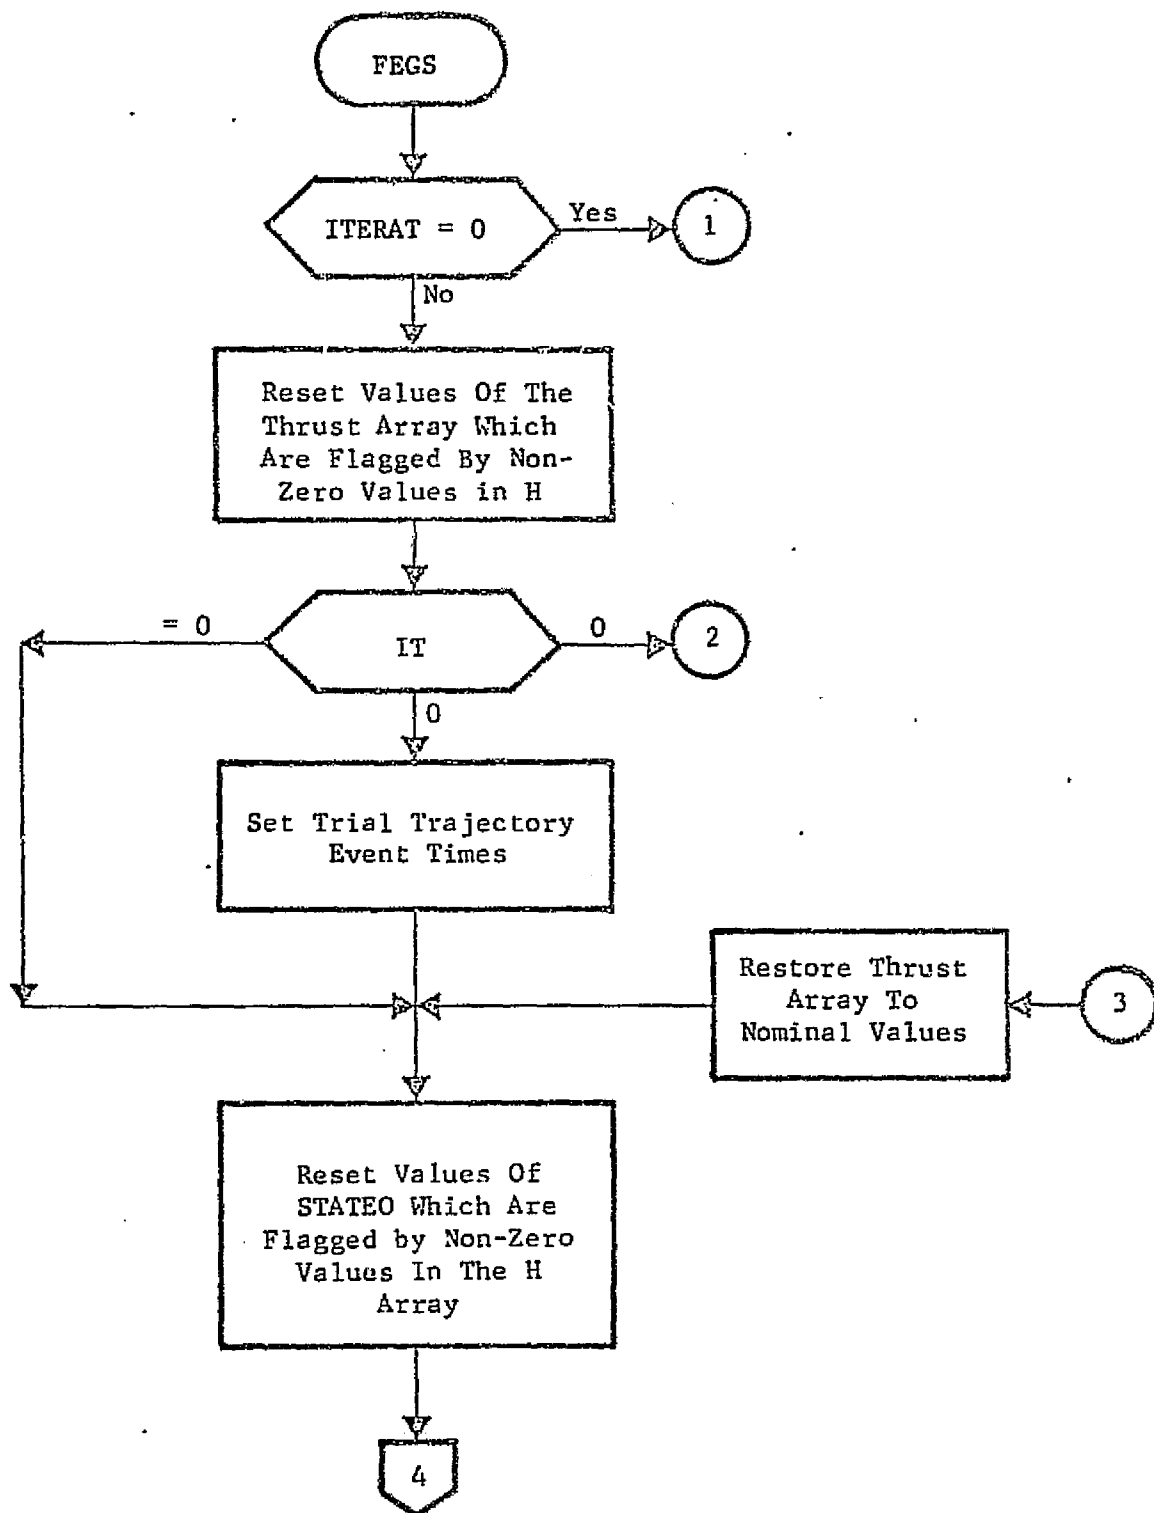 FEGS
ITERAT = 0
Yes
1
No
Reset Values Of The
Thrust Array Which
Are Flagged By Non-
Zero Values in H
= 0
IT
0
2
0
Set Trial Trajectory
Event Times
Restore Thrust
Array To
Nominal Values
3
Reset Values Of
STATEO Which Are
Flagged by Non-Zero
Values In The H
Array
4